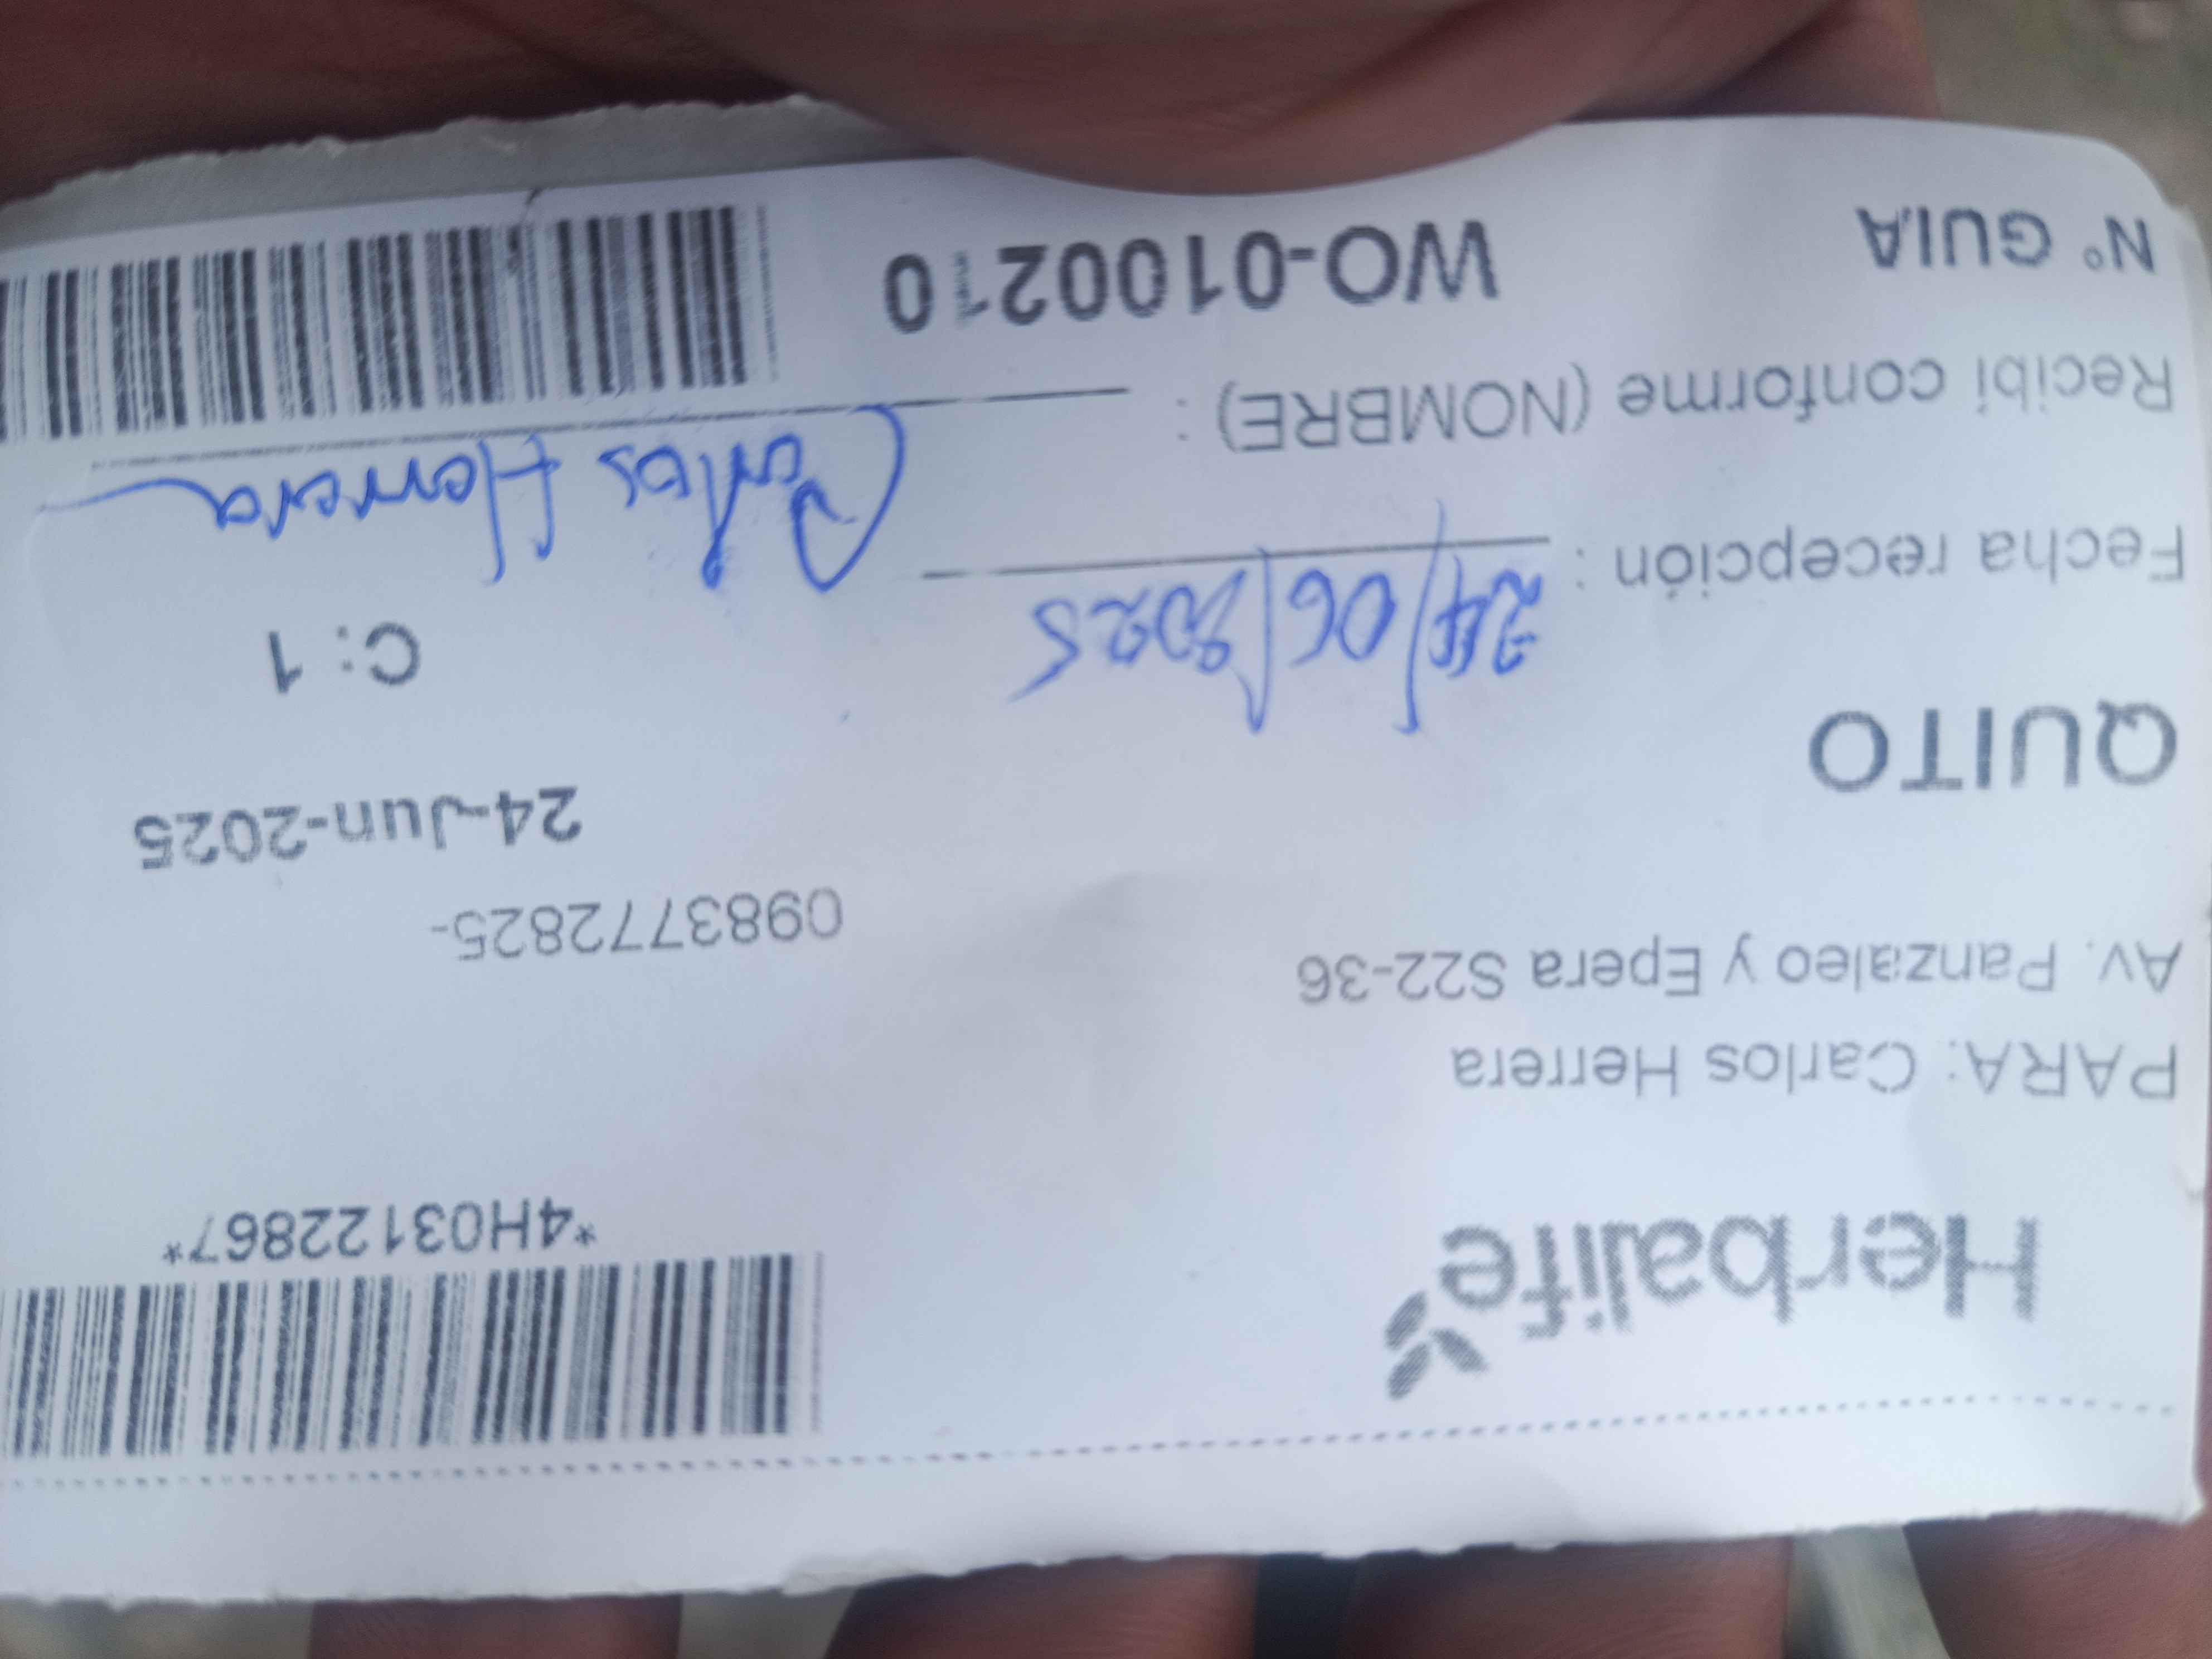 Herbalife
*4H03122867*
PARA: Carlos Herrera
Av. Panzaleo y Epera S22-36
0983772825-
24-Jun-2025
QUITO
C: 1
Fecha recepción : 24/06/2025
Recibí conforme (NOMBRE) : Carlos Herrera
N° GUIA WO-0100210